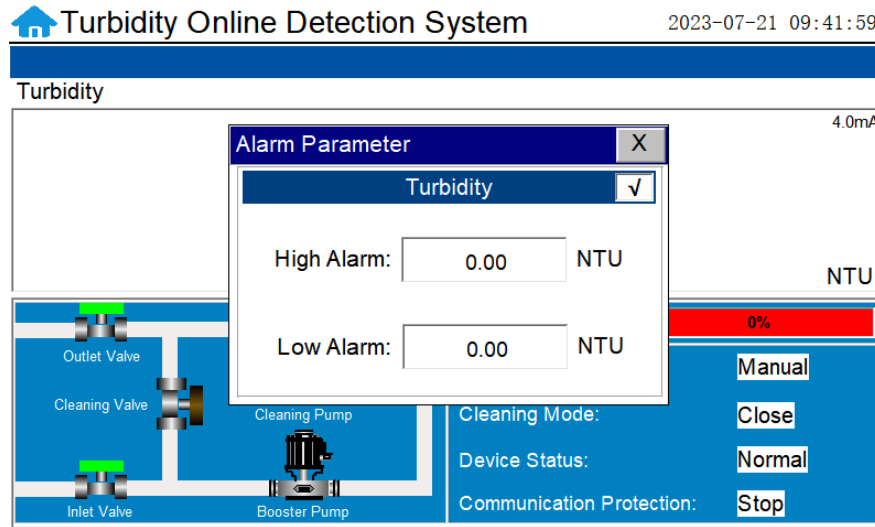 Turbidity Online Detection System
2023-07-21 09:41:59
Turbidity
4.0mA
Alarm Parameter
X
Turbidity
√
High Alarm:
0.00
NTU
NTU
Low Alarm:
0.00
NTU
0%
Outlet Valve
Manual
Cleaning Valve
Cleaning Pump
Cleaning Mode:
Close
Device Status:
Normal
Inlet Valve
Booster Pump
Communication Protection:
Stop